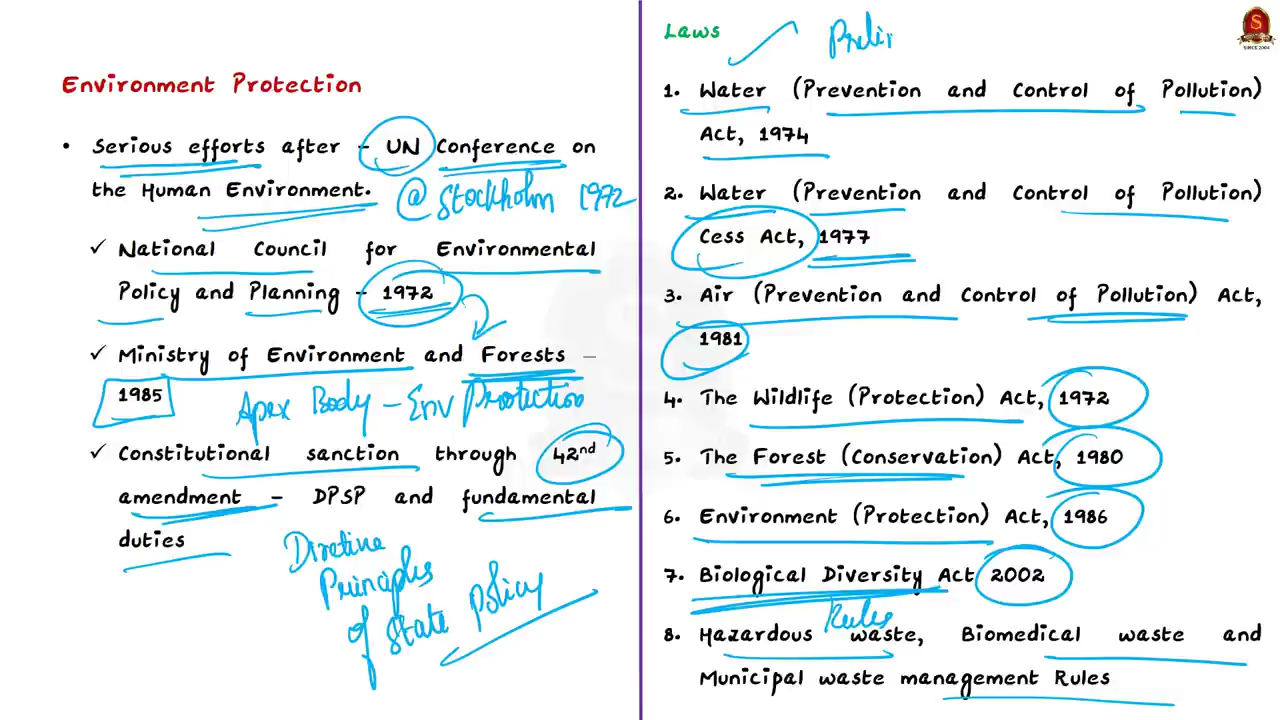 Environment Protection
• Serious efforts after - UN Conference on
the Human Environment.
@ Stockholm 1972
✓ National Council for Environmental
Policy and Planning - 1972
✓ Ministry of Environment and Forests -
1985
Apex Body - Env Protection
✓ Constitutional sanction through 42nd
amendment - DPSP and fundamental
duties
Directive
Principles
of State Policy
Laws
1. Water (Prevention and Control of Pollution)
Act, 1974
2. Water (Prevention and Control of Pollution)
Cess Act, 1977
3. Air (Prevention and Control of Pollution) Act,
1981
4. The Wildlife (Protection) Act, 1972
5. The Forest (Conservation) Act, 1980
6. Environment (Protection) Act, 1986
7. Biological Diversity Act 2002
Rules
8. Hazardous waste, Biomedical waste and
Municipal waste management Rules
S
SINCE 2004